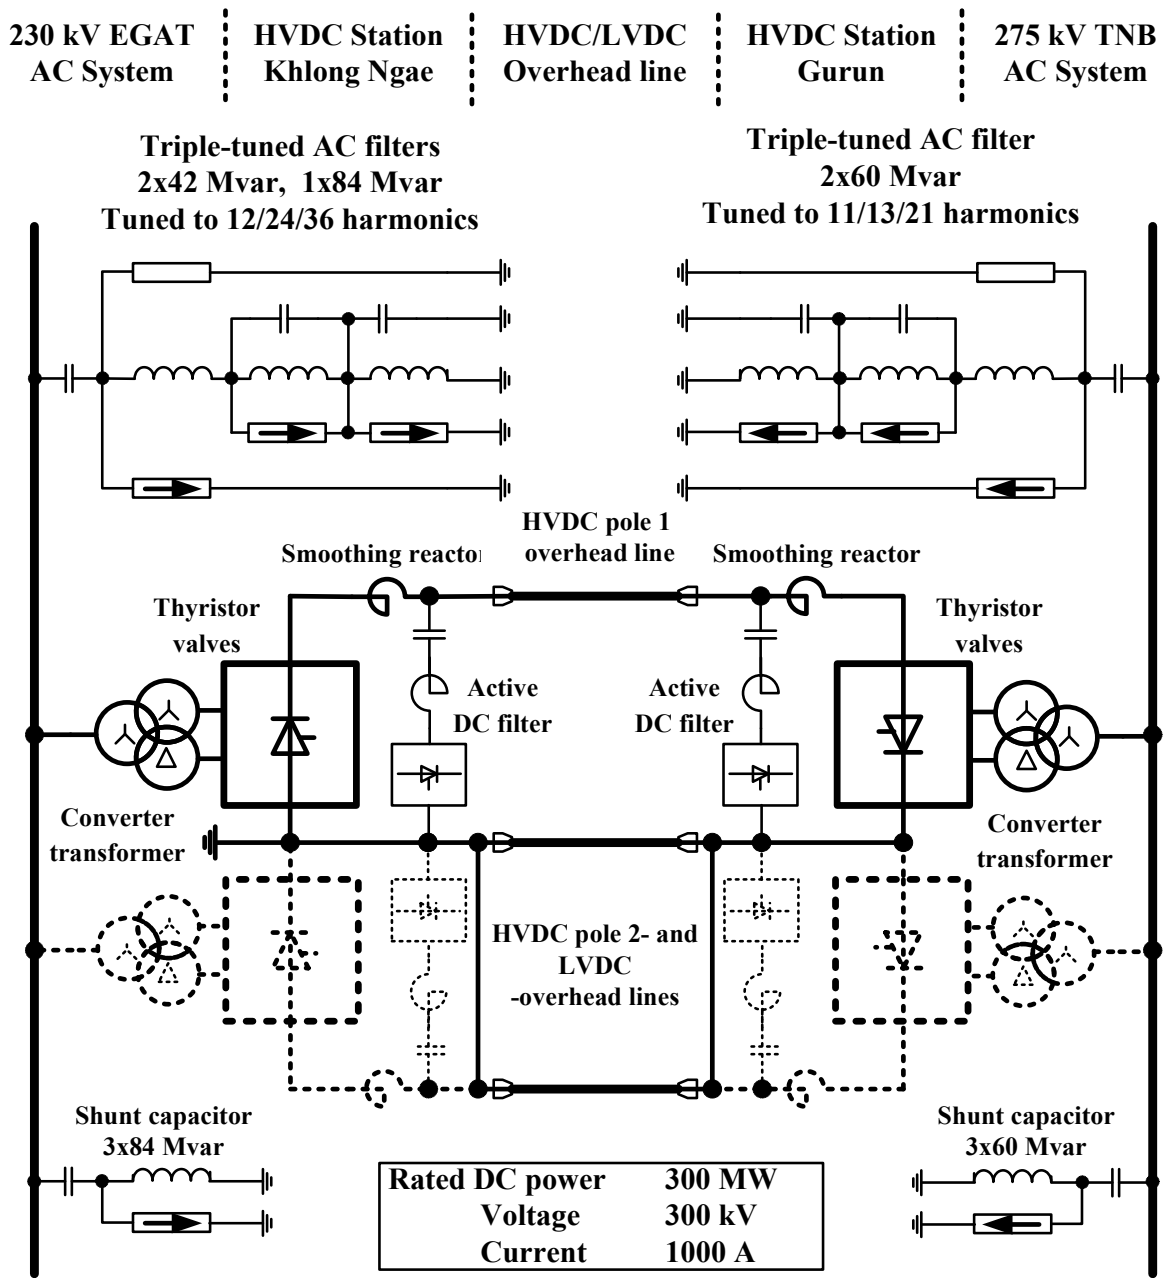 230 kV EGAT
AC System
HVDC Station
Khlong Ngae
HVDC/LVDC
Overhead line
HVDC Station
Gurun
275 kV TNB
AC System
Triple-tuned AC filters
2x42 Mvar, 1x84 Mvar
Tuned to 12/24/36 harmonics
Triple-tuned AC filter
2x60 Mvar
Tuned to 11/13/21 harmonics
HVDC pole 1
overhead line
Smoothing reactor
Smoothing reactor
Thyristor
valves
Thyristor
valves
Active
DC filter
Active
DC filter
Converter
transformer
Converter
transformer
HVDC pole 2- and
LVDC
-overhead lines
Shunt capacitor
3x84 Mvar
Shunt capacitor
3x60 Mvar
Rated DC power 300 MW
Voltage 300 kV
Current 1000 A